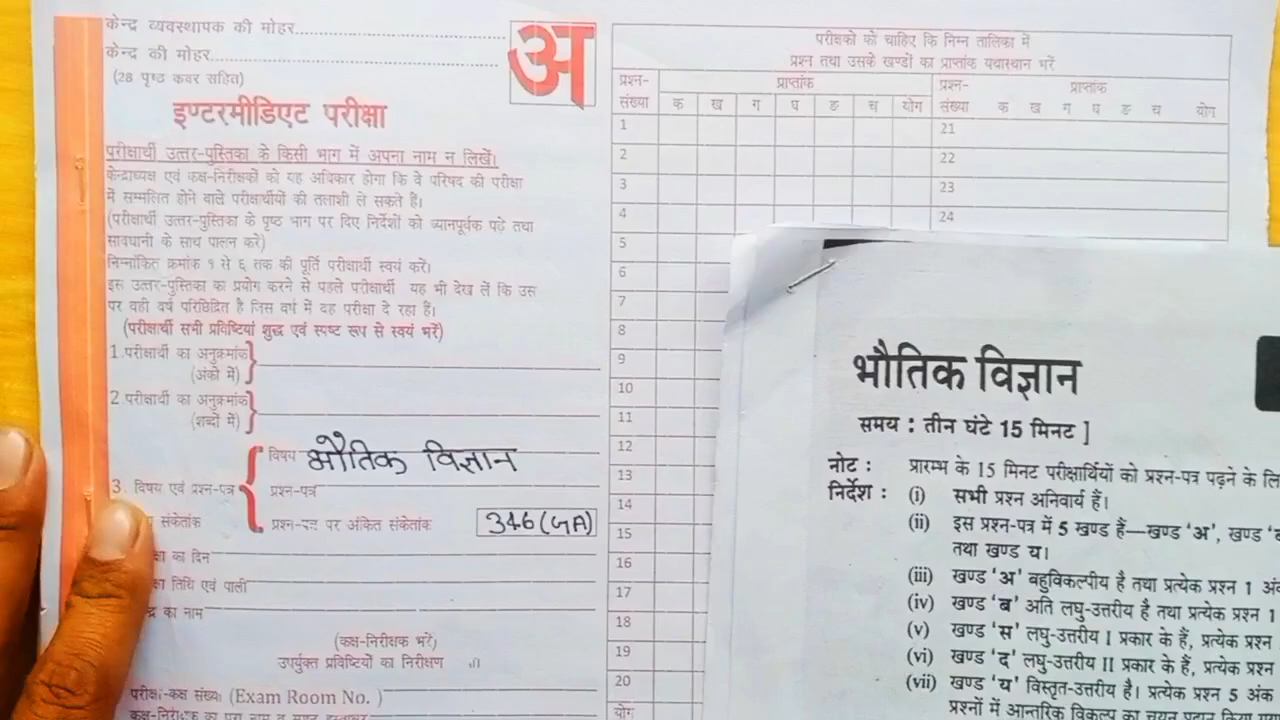 केन्द्र व्यवस्थापक की मोहर
केन्द्र की मोहर
(28 पृष्ठ कवर सहित)
अ
इण्टरमीडिएट परीक्षा
परीक्षार्थी उत्तर-पुस्तिका के किसी भाग में अपना नाम न लिखें।
केन्द्राध्यक्ष एवं कक्ष-निरीक्षकों को यह अधिकार होगा कि वे परिषद की परीक्षा
में सम्मलित होने वाले परीक्षार्थीयों की तलाशी ले सकते हैं।
(परीक्षार्थी उत्तर-पुस्तिका के पृष्ठ भाग पर दिए निर्देशों को ध्यानपूर्वक पढ़े तथा
सावधानी के साथ पालन करें)
निम्नांकित क्रमांक १ से ६ तक की पूर्ति परीक्षार्थी स्वयं करें।
इस उत्तर-पुस्तिका का प्रयोग करने से पहले परीक्षार्थी यह भी देख लें कि उस
पर वही वर्ष परिछिद्रित है जिस वर्ष में वह परीक्षा दे रहा हैं।
(परीक्षार्थी सभी प्रविष्टियां शुद्ध एवं स्पष्ट रूप से स्वयं भरें)
1.परीक्षार्थी का अनुक्रमांक
(अंको में)
2.परीक्षार्थी का अनुक्रमांक
(शब्दों में)
विषय भौतिक विज्ञान
3. विषय एवं प्रश्न-पत्र
प्रश्न-पत्र
संकेतांक प्रश्न-पत्र पर अंकित संकेतांक 346(GA)
का दिन
तिथि एवं पाली
का नाम
(कक्ष-निरीक्षक भरें)
उपर्युक्त प्रविष्टियों का निरीक्षण
परीक्षा-कक्ष संख्या (Exam Room No. )
परीक्षकों को चाहिए कि निम्न तालिका में
प्रश्न तथा उसके खण्डों का प्राप्तांक यथास्थान भरें
प्रश्न-संख्या प्राप्तांक प्रश्न-संख्या प्राप्तांक
क ख ग घ ङ च योग क ख ग घ ङ च योग
1 21
2 22
3 23
4 24
5
6
7
8
9
10
11
12
13
14
15
16
17
18
19
20
योग
भौतिक विज्ञान
समय : तीन घंटे 15 मिनट ]
नोट : प्रारम्भ के 15 मिनट परीक्षार्थियों को प्रश्न-पत्र पढ़ने के
निर्देश : (i) सभी प्रश्न अनिवार्य हैं।
(ii) इस प्रश्न-पत्र में 5 खण्ड हैं—खण्ड 'अ', खण्ड
तथा खण्ड य।
(iii) खण्ड 'अ' बहुविकल्पीय है तथा प्रत्येक प्रश्न 1
(iv) खण्ड 'ब' अति लघु-उत्तरीय है तथा प्रत्येक प्रश्न 1
(v) खण्ड 'स' लघु-उत्तरीय I प्रकार के हैं, प्रत्येक प्रश्न
(vi) खण्ड 'द' लघु-उत्तरीय II प्रकार के हैं, प्रत्येक प्रश्न
(vii) खण्ड 'य' विस्तृत-उत्तरीय है। प्रत्येक प्रश्न 5 अंक
प्रश्नों में आन्तरिक विकल्प का चयन